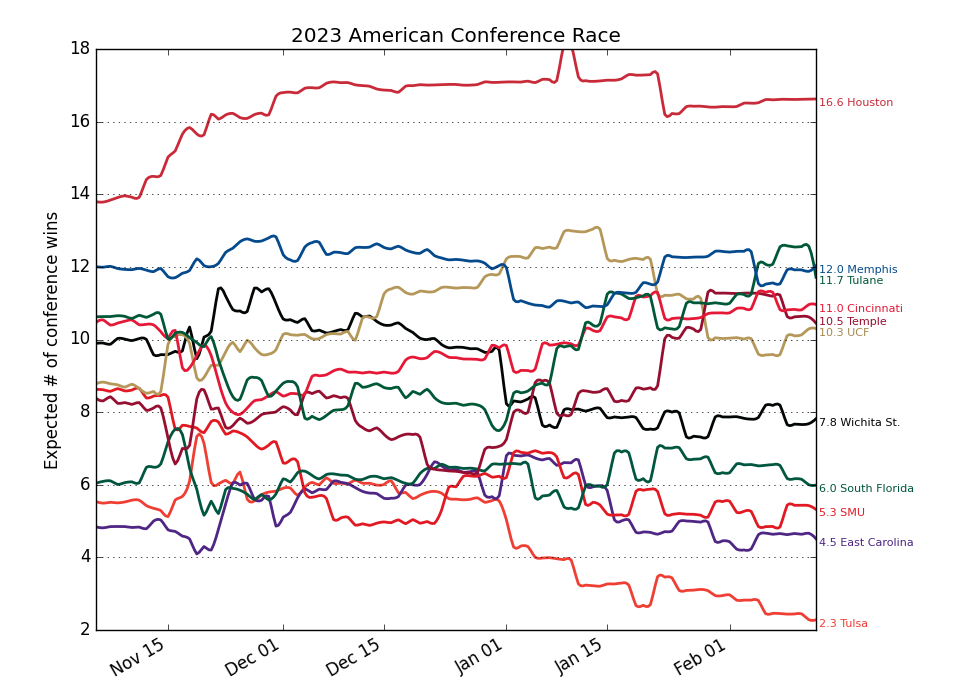 2023 American Conference Race
Expected # of conference wins
18
16
14
12
10
8
6
4
2
Nov 15
Dec 01
Dec 15
Jan 01
Jan 15
Feb 01
16.6 Houston
12.0 Memphis
11.7 Tulane
11.0 Cincinnati
10.5 Temple
10.3 UCF
7.8 Wichita St.
6.0 South Florida
5.3 SMU
4.5 East Carolina
2.3 Tulsa